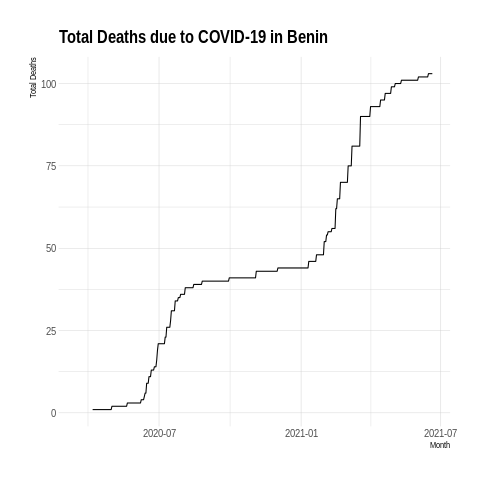 Total Deaths due to COVID-19 in Benin
Total Deaths
100
75
50
25
0
2020-07
2021-01
2021-07
Month